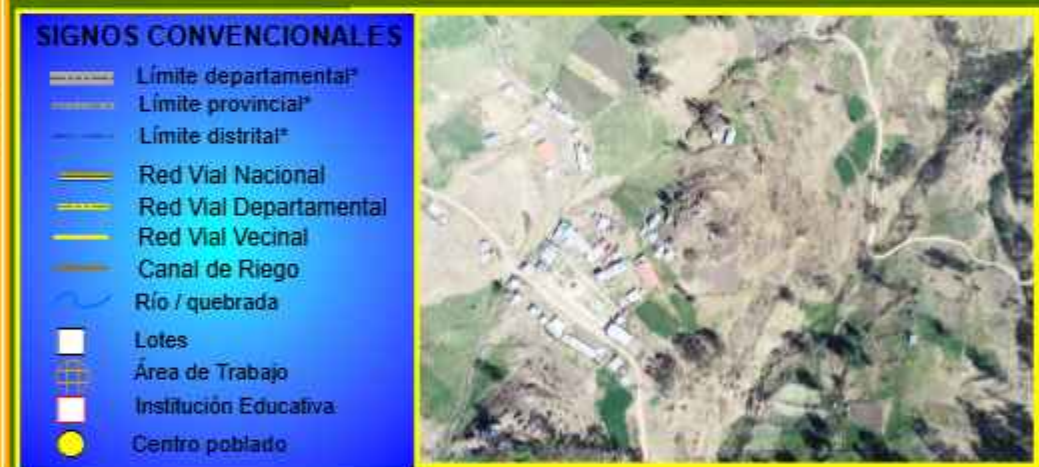 SIGNOS CONVENCIONALES
Límite departamental*
Límite provincial*
Límite distrital*
Red Vial Nacional
Red Vial Departamental
Red Vial Vecinal
Canal de Riego
Río / quebrada
Lotes
Área de Trabajo
Institución Educativa
Centro poblado